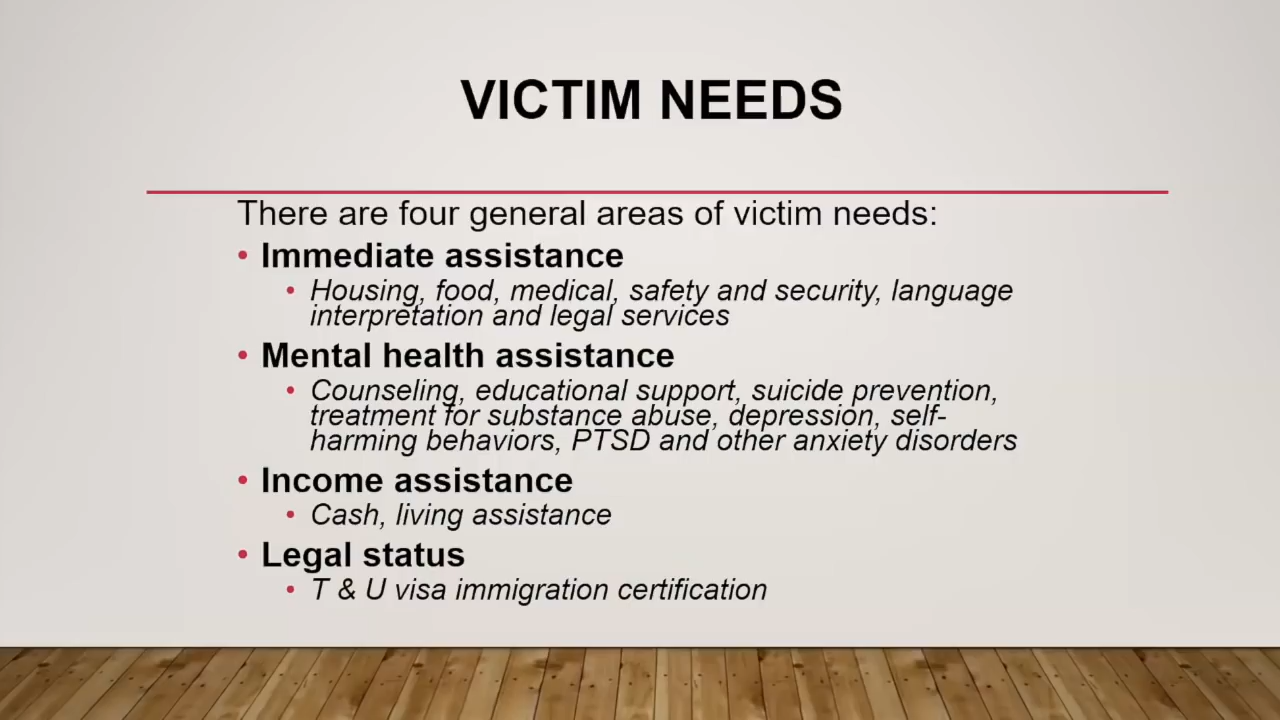 VICTIM NEEDS
There are four general areas of victim needs:
• Immediate assistance
• Housing, food, medical, safety and security, language
interpretation and legal services
• Mental health assistance
• Counseling, educational support, suicide prevention,
treatment for substance abuse, depression, self-
harming behaviors, PTSD and other anxiety disorders
• Income assistance
• Cash, living assistance
• Legal status
• T & U visa immigration certification